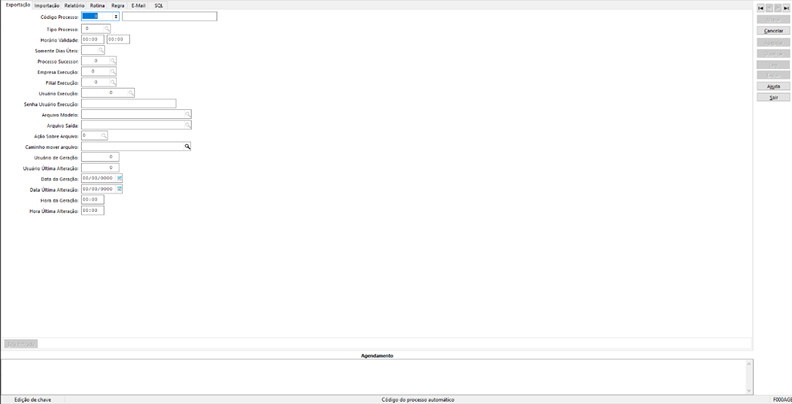 Exportação Importação Relatório Rotina Regra E-Mail SQL
Código Processo: 0
Tipo Processo: 0
Horário Validade: 00:00 00:00
Somente Dias Úteis:
Processo Sucessor: 0
Empresa Execução: 0
Filial Execução: 0
Usuário Execução: 0
Senha Usuário Execução:
Arquivo Modelo:
Arquivo Saída:
Ação Sobre Arquivo: 0
Caminho mover arquivo:
Usuário de Geração: 0
Usuário Última Alteração: 0
Data da Geração: 00/00/0000
Data Última Alteração: 00/00/0000
Hora da Geração: 00:00
Hora Última Alteração: 00:00
Cancelar
Ajuda
Sair
Agendamento
Edição de chave Código do processo automático F000AGE